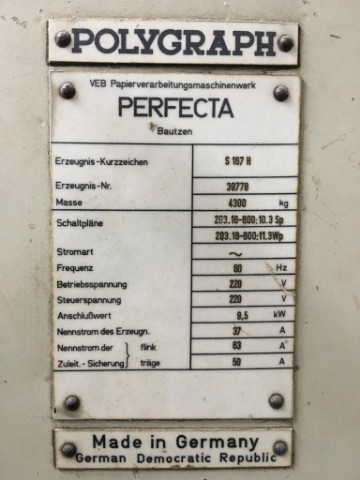 POLYGRAPH
VEB Papierverarbeitungsmaschinenwerk
PERFECTA
Bautzen
Erzeugnis-Kurzzeichen S 167 H
Erzeugnis-Nr. 38778
Masse 4300 kg
Schaltpläne 203.18-600;10.3 Sp
203.18-600;11.3Wp
Stromart ~
Frequenz 60 Hz
Betriebsspannung 220 V
Steuerspannung 220 V
Anschlußwert 9,5 kW
Nennstrom des Erzeugn. 37 A
Nennstrom der } flink 63 A
Zuleit.-Sicherung } träge 50 A
Made in Germany
German Democratic Republic